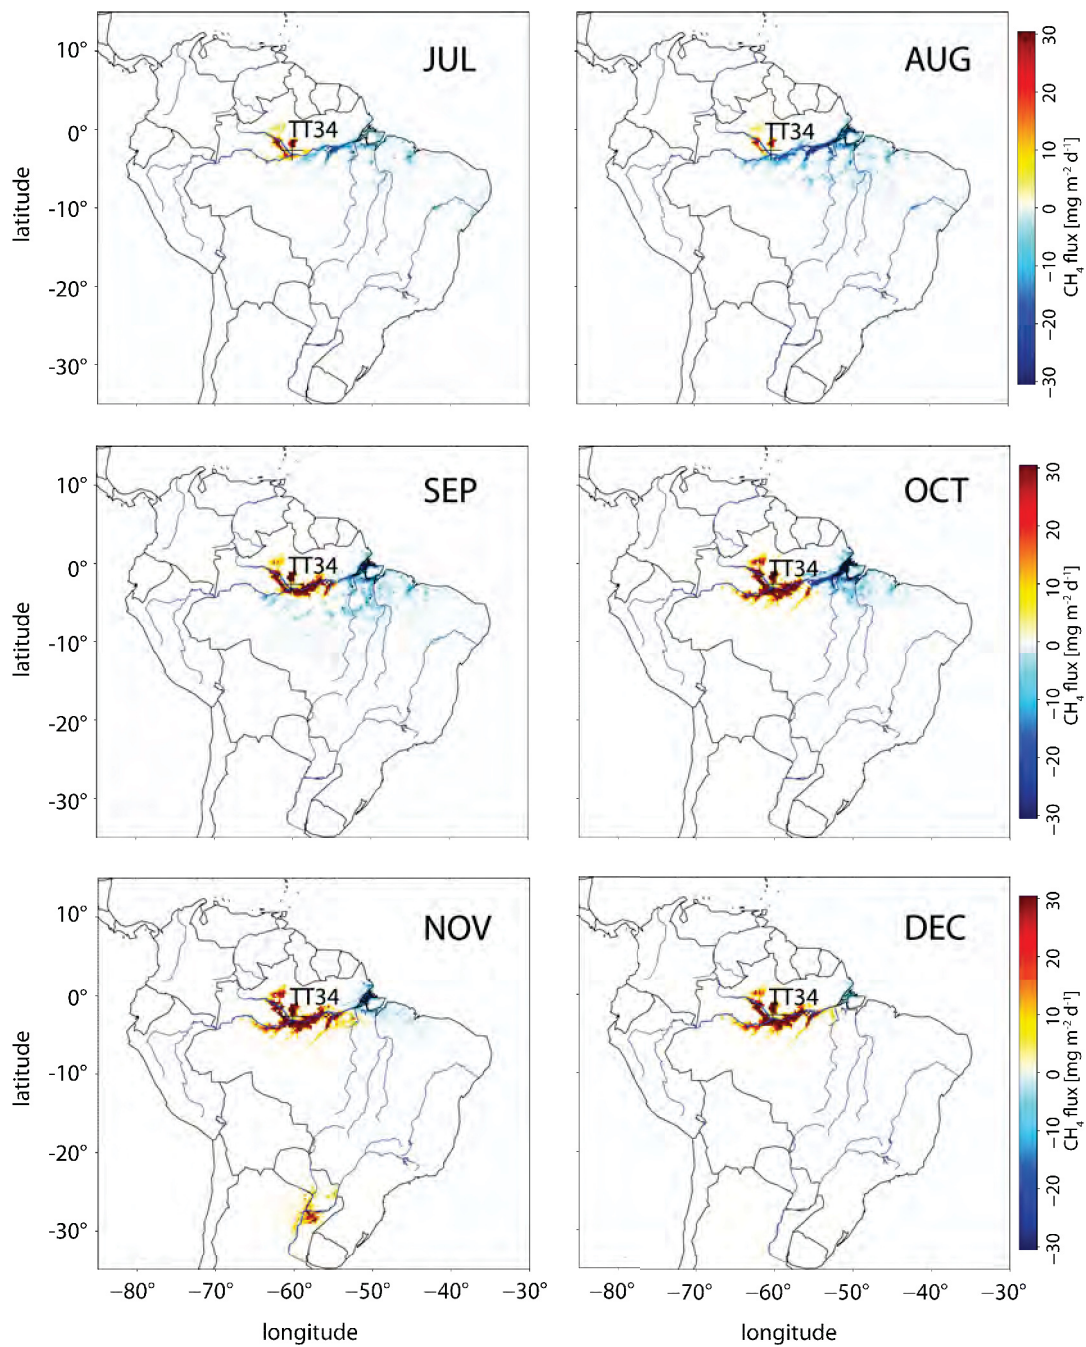 JUL
AUG
TT34
TT34
10°
0°
-10°
-20°
-30°
latitude
30
20
10
0
−10
−20
−30
CH₄ flux [mg m⁻² d⁻¹]
SEP
OCT
TT34
TT34
10°
0°
-10°
-20°
-30°
latitude
30
20
10
0
−10
−20
−30
CH₄ flux [mg m⁻² d⁻¹]
NOV
DEC
TT34
TT34
10°
0°
-10°
-20°
-30°
latitude
30
20
10
0
−10
−20
−30
CH₄ flux [mg m⁻² d⁻¹]
−80° −70° −60° −50° −40° −30°
−80° −70° −60° −50° −40° −30°
longitude
longitude